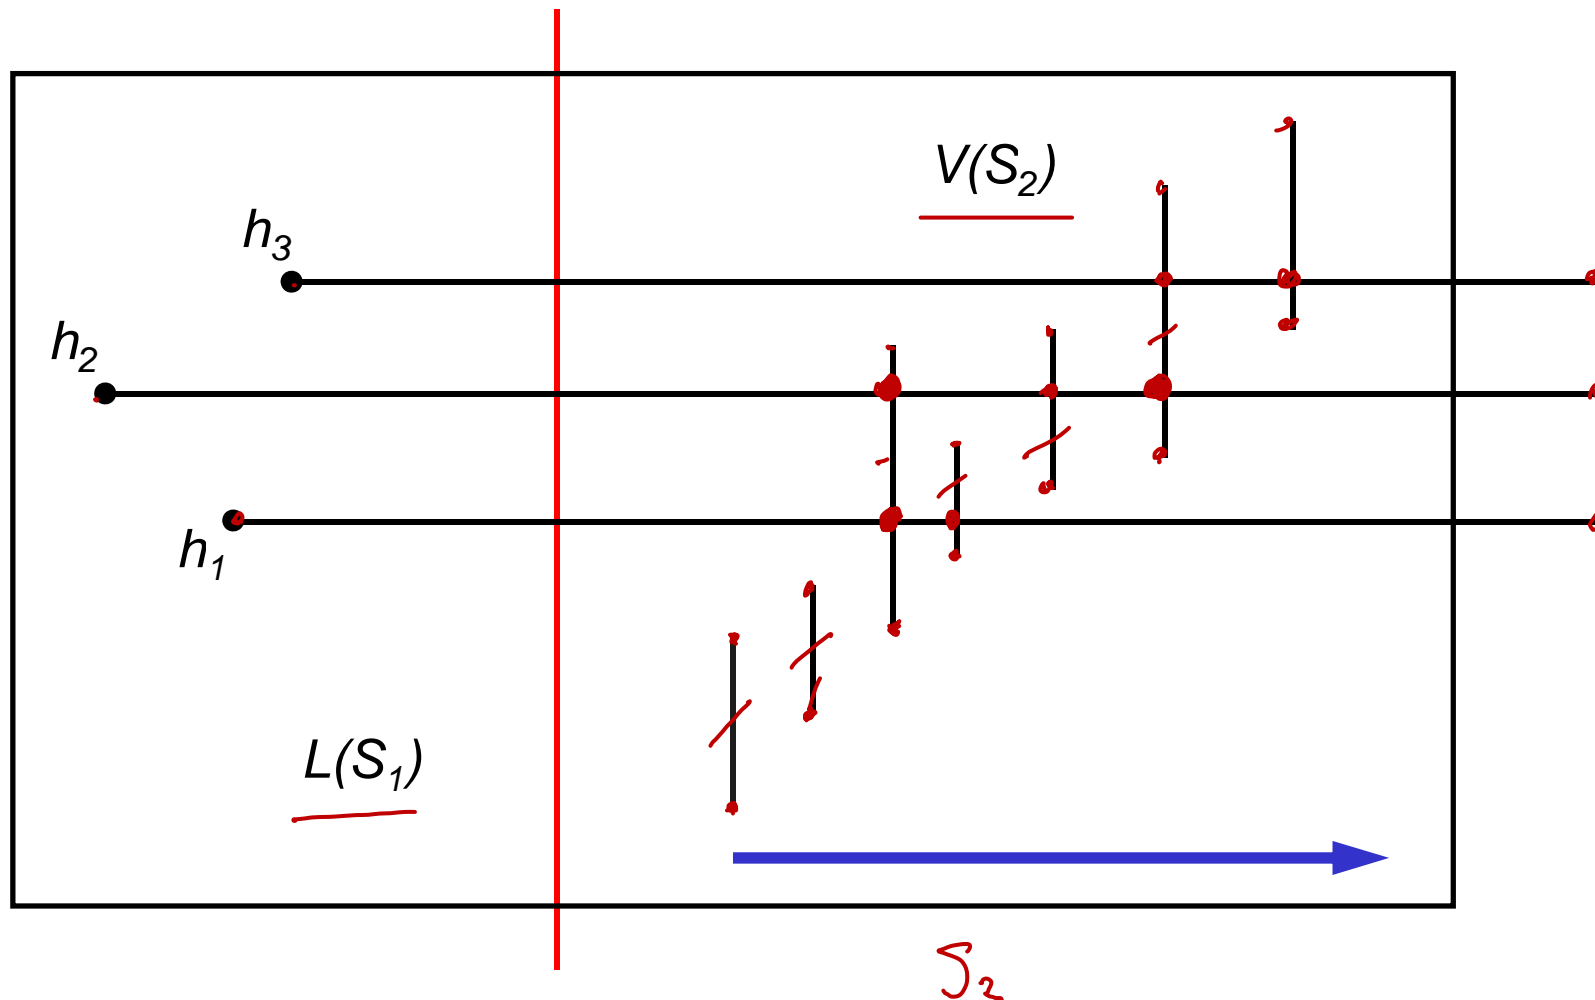 V(S₂)
h₃
h₂
h₁
L(S₁)
S₂